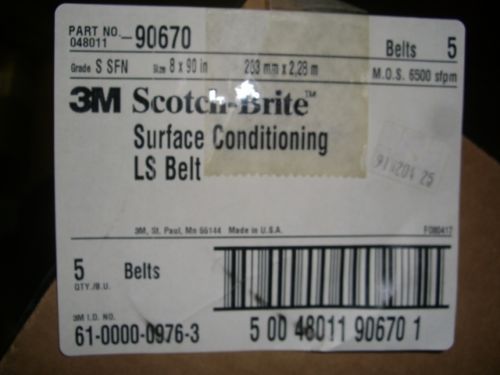 PART NO. 048011 -90670 Belts 5
Grade S SFN Size 8 x 90 in 203 mm x 2,28 m M.O.S. 6500 sfpm
3M Scotch-Brite™
Surface Conditioning
LS Belt
3M, St. Paul, Mn 55144 Made in U.S.A.
5 Belts
QTY./B.U.
3M I.D. NO.
61-0000-0976-3
5 00 48011 90670 1